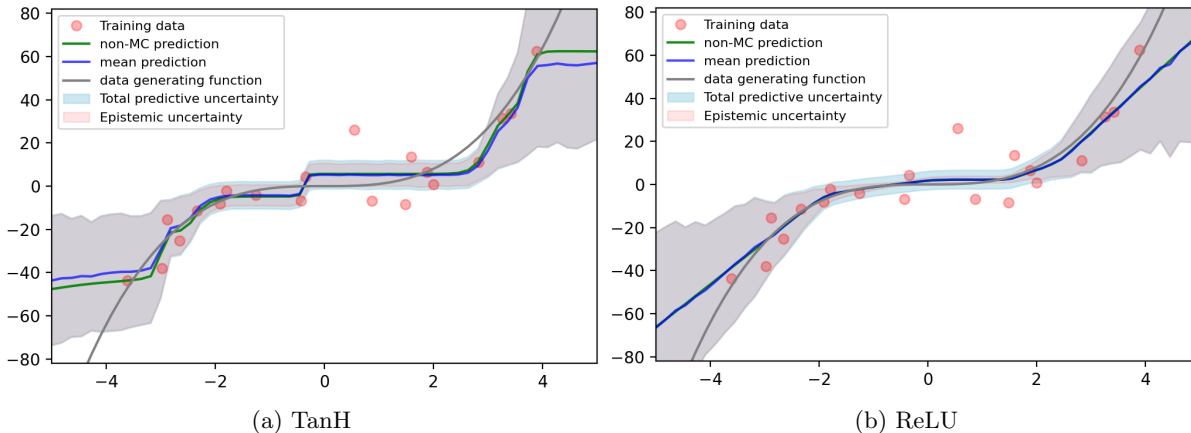 80
60
40
20
0
−20
−40
−60
−80
−4
−2
0
2
4
Training data
non-MC prediction
mean prediction
data generating function
Total predictive uncertainty
Epistemic uncertainty
(a) TanH
80
60
40
20
0
−20
−40
−60
−80
−4
−2
0
2
4
Training data
non-MC prediction
mean prediction
data generating function
Total predictive uncertainty
Epistemic uncertainty
(b) ReLU